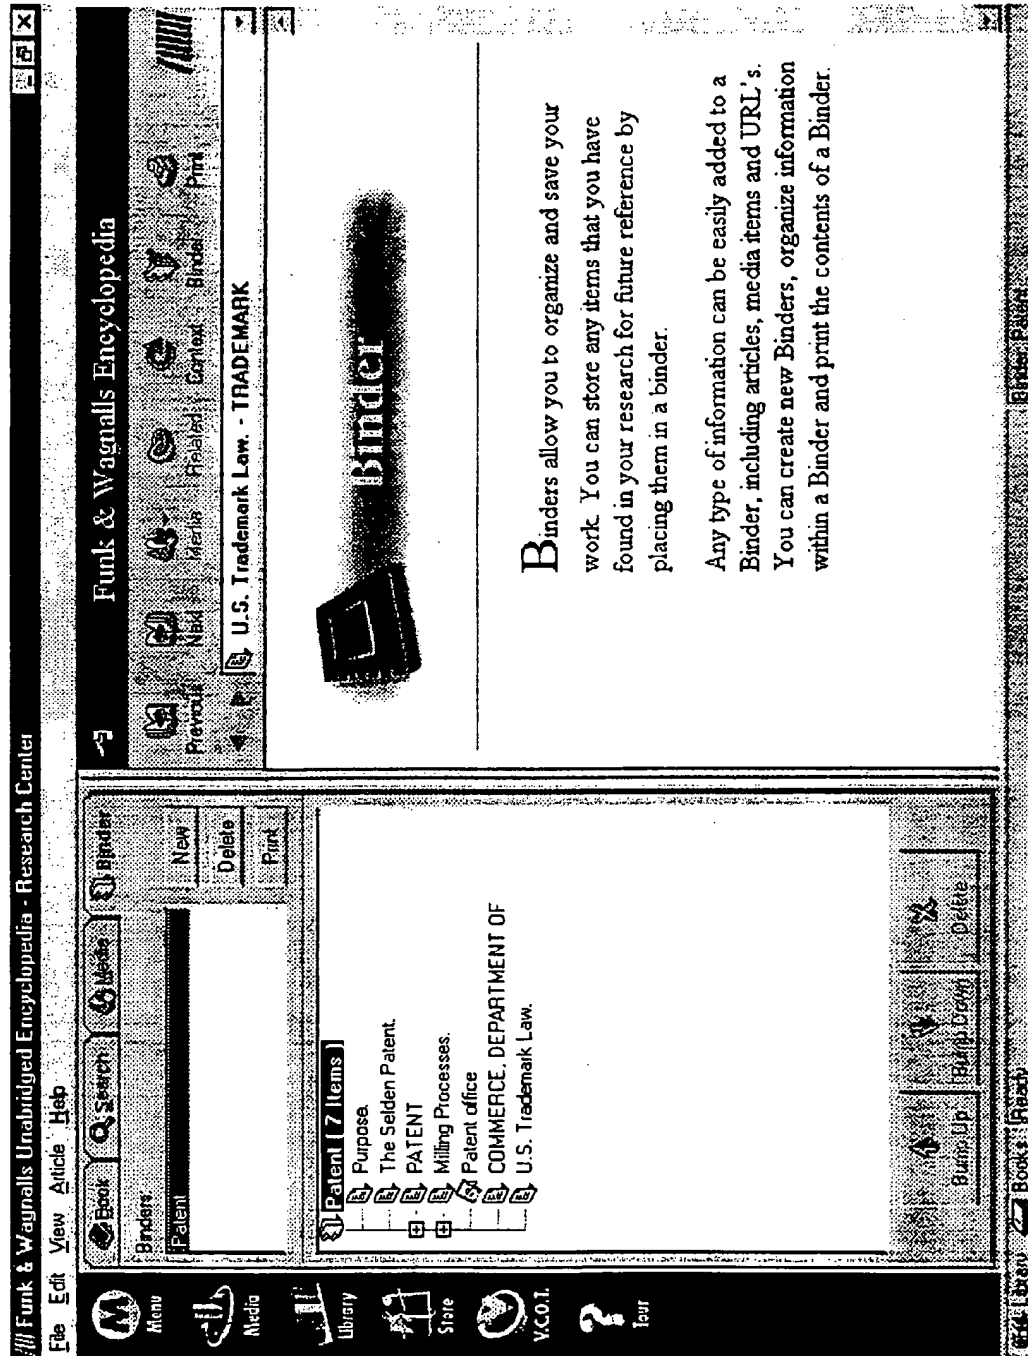 Funk & Wagnalls Unabridged Encyclopedia - Research Center
File Edit View Article Help
Menu
Media
Library
Store
V.C.O.T.
Tour
Book Search Media Binder
Binders
Patent
New
Delete
Print
Patent [ 7 Items ]
Purpose.
The Selden Patent.
PATENT
Milling Processes.
Patent office
COMMERCE, DEPARTMENT OF
U.S. Trademark Law.
Bump Up Bump Down Delete
Funk & Wagnalls Encyclopedia
Previous Next Media Related Context Binder Print
U.S. Trademark Law. - TRADEMARK
Binder
Binders allow you to organize and save your
work. You can store any items that you have
found in your research for future reference by
placing them in a binder.
Any type of information can be easily added to a
Binder, including articles, media items and URL's.
You can create new Binders, organize information
within a Binder and print the contents of a Binder.
Books Ready Binder: Patent